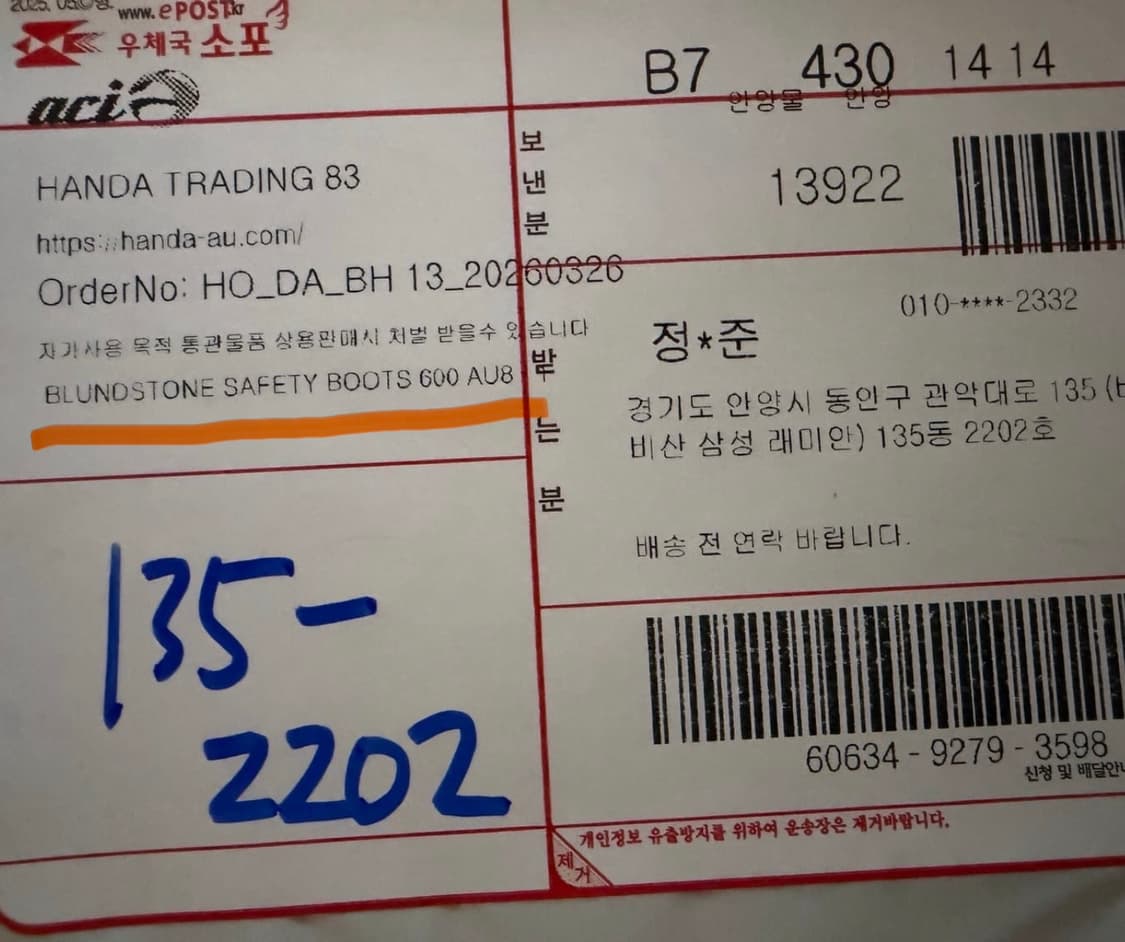 www.ePOST.kr
우체국 소포
aci
B7 430 14 14
안양물 안양
HANDA TRADING 83
https://handa-au.com/
OrderNo: HO_DA_BH 13_20260326
자가사용 목적 통관물품 상용판매시 처벌 받을수 있습니다
BLUNDSTONE SAFETY BOOTS 600 AU8
보낸분
13922
받는분
010-****-2332
정*준
경기도 안양시 동안구 관악대로 135 (
비산 삼성 래미안) 135동 2202호
배송 전 연락 바랍니다.
135-
2202
60634 - 9279 - 3598
신청 및 배달안
개인정보 유출방지를 위하여 운송장은 제거바랍니다.
제거